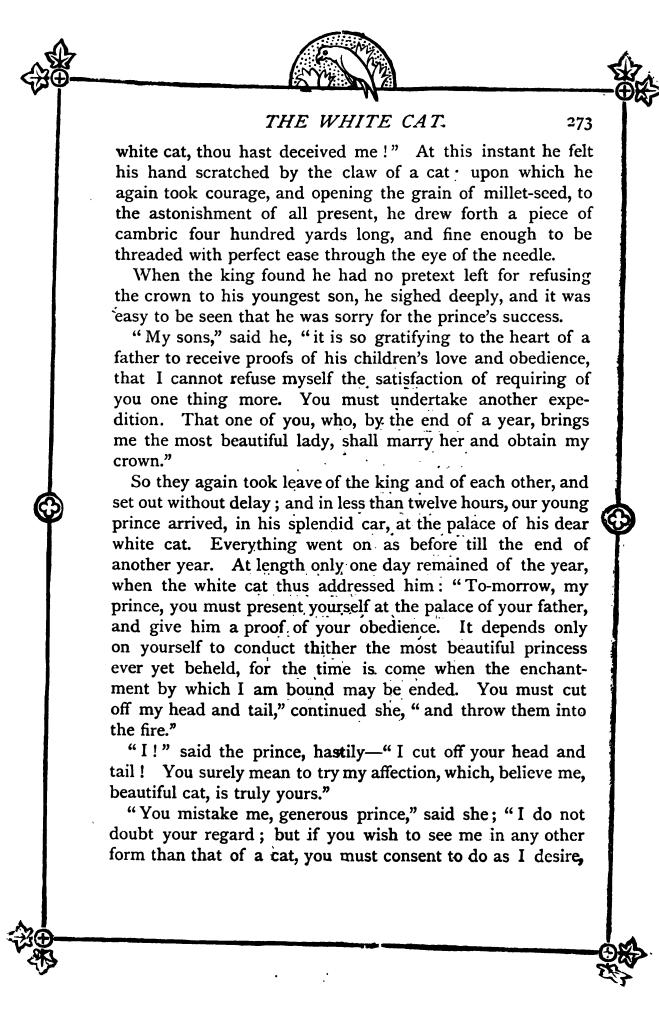 THE WHITE CAT. 273
white cat, thou hast deceived me!” At this instant he felt
his hand scratched by the claw of a cat· upon which he
again took courage, and opening the grain of millet-seed, to
the astonishment of all present, he drew forth a piece of
cambric four hundred yards long, and fine enough to be
threaded with perfect ease through the eye of the needle.
When the king found he had no pretext left for refusing
the crown to his youngest son, he sighed deeply, and it was
easy to be seen that he was sorry for the prince’s success.
“My sons,” said he, “it is so gratifying to the heart of a
father to receive proofs of his children’s love and obedience,
that I cannot refuse myself the satisfaction of requiring of
you one thing more. You must undertake another expe-
dition. That one of you, who, by the end of a year, brings
me the most beautiful lady, shall marry her and obtain my
crown.”
So they again took leave of the king and of each other, and
set out without delay; and in less than twelve hours, our young
prince arrived, in his splendid car, at the palace of his dear
white cat. Everything went on as before till the end of
another year. At length only one day remained of the year,
when the white cat thus addressed him: “To-morrow, my
prince, you must present yourself at the palace of your father,
and give him a proof of your obedience. It depends only
on yourself to conduct thither the most beautiful princess
ever yet beheld, for the time is come when the enchant-
ment by which I am bound may be ended. You must cut
off my head and tail,” continued she, “and throw them into
the fire.”
“I!” said the prince, hastily—“I cut off your head and
tail! You surely mean to try my affection, which, believe me,
beautiful cat, is truly yours.”
“You mistake me, generous prince,” said she; “I do not
doubt your regard; but if you wish to see me in any other
form than that of a cat, you must consent to do as I desire,